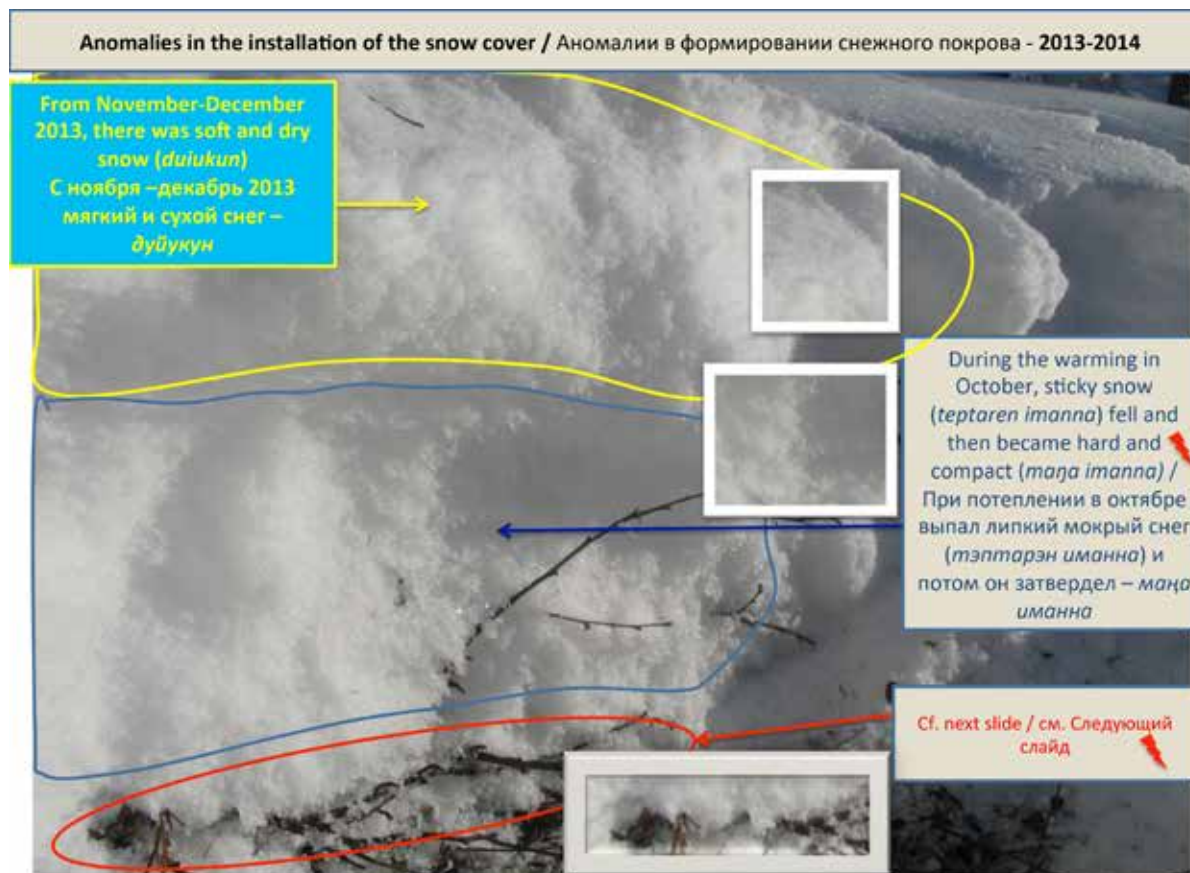 Anomalies in the installation of the snow cover / Аномалии в формировании снежного покрова - 2013-2014
From November-December
2013, there was soft and dry
snow (duiukun)
С ноября –декабрь 2013
мягкий и сухой снег –
дуйукун
During the warming in
October, sticky snow
(teptaren imanna) fell and
then became hard and
compact (maŋa imanna) /
При потеплении в октябре
выпал липкий мокрый снег
(тэптарэн иманна) и
потом он затвердел – маӊа
иманна
Cf. next slide / см. Следующий
слайд